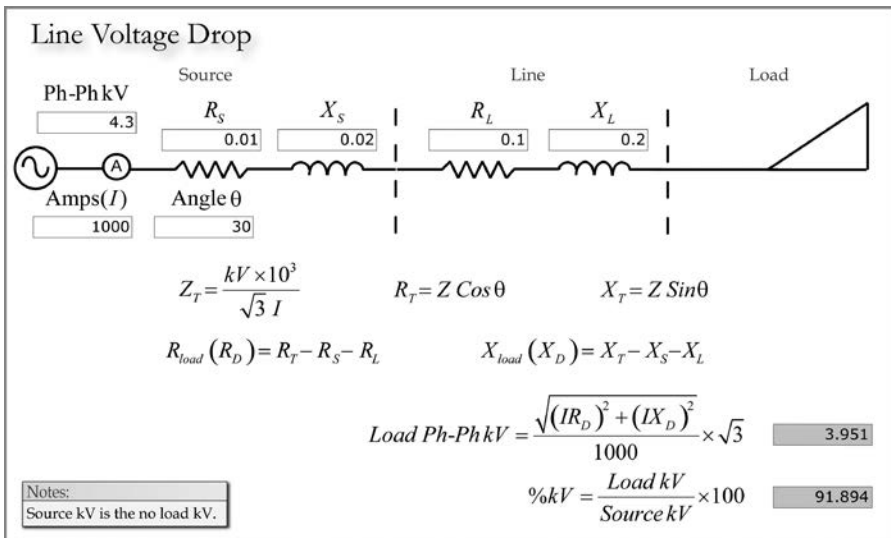 Line Voltage Drop
Source Line Load
Ph-Ph kV
4.3
R_S X_S R_L X_L
0.01 0.02 0.1 0.2
A
Amps(I) Angle θ
1000 30
Z_T = kV × 10³ / √3 I R_T = Z Cos θ X_T = Z Sin θ
R_load (R_D) = R_T − R_S − R_L X_load (X_D) = X_T − X_S − X_L
Load Ph-Ph kV = √((IR_D)² + (IX_D)²) / 1000 × √3 3.951
%kV = Load kV / Source kV × 100 91.894
Notes:
Source kV is the no load kV.